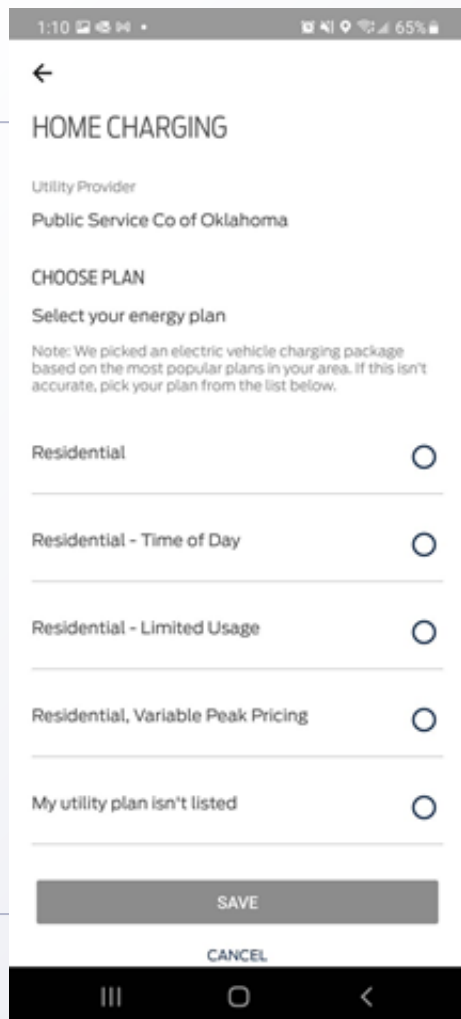 1:10
65%
HOME CHARGING
Utility Provider
Public Service Co of Oklahoma
CHOOSE PLAN
Select your energy plan
Note: We picked an electric vehicle charging package
based on the most popular plans in your area. If this isn't
accurate, pick your plan from the list below.
Residential
Residential - Time of Day
Residential - Limited Usage
Residential, Variable Peak Pricing
My utility plan isn't listed
SAVE
CANCEL